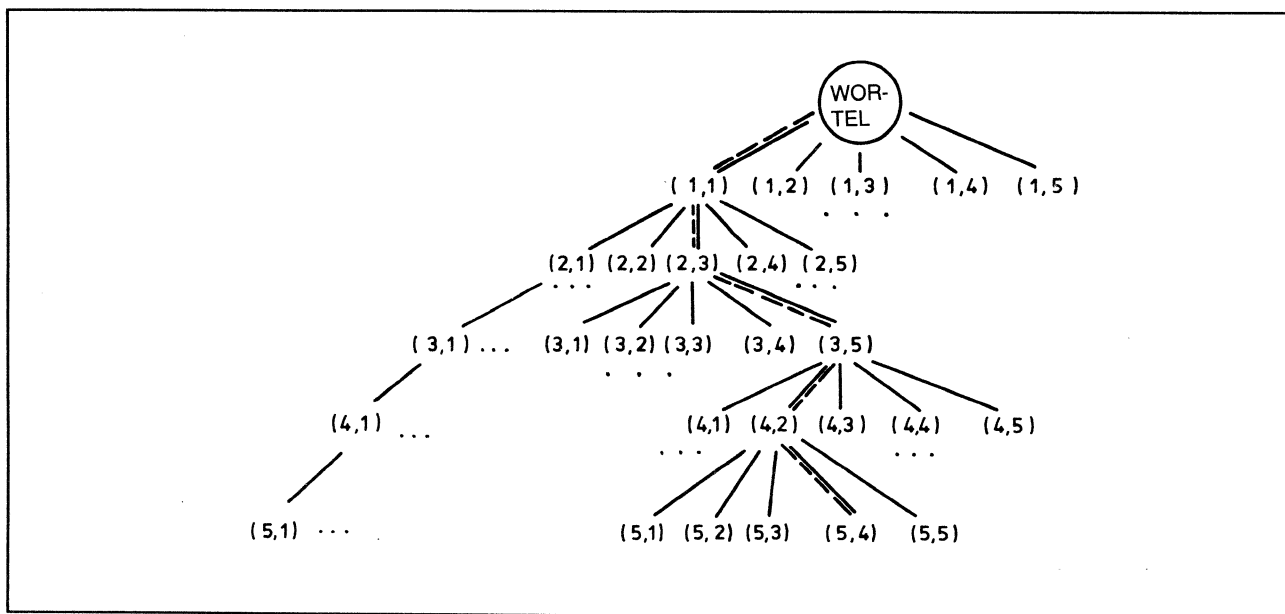 WOR-
TEL
(1,1) (1,2) (1,3) (1,4) (1,5)
. . .
(2,1) (2,2) (2,3) (2,4) (2,5)
. . . . . .
(3,1) ... (3,1) (3,2) (3,3) (3,4) (3,5)
. . .
(4,1) ... (4,1) (4,2) (4,3) (4,4) (4,5)
. . . . . .
(5,1) ... (5,1) (5,2) (5,3) (5,4) (5,5)